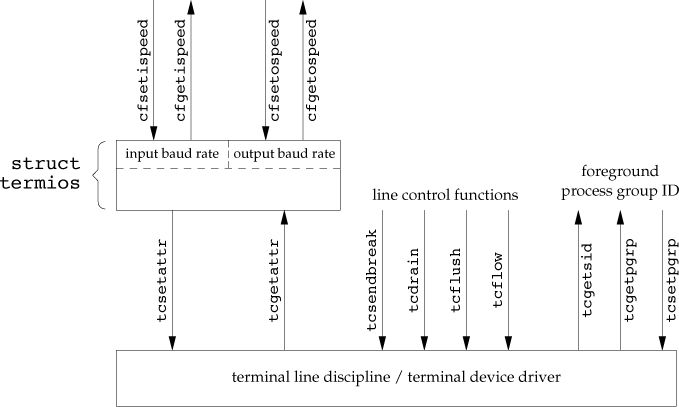 cfsetispeed
cfgetispeed
cfsetospeed
cfgetospeed
struct
termios
input baud rate
output baud rate
line control functions
foreground
process group ID
tcsetattr
tcgetattr
tcsendbreak
tcdrain
tcflush
tcflow
tcgetsid
tcgetpgrp
tcsetpgrp
terminal line discipline / terminal device driver